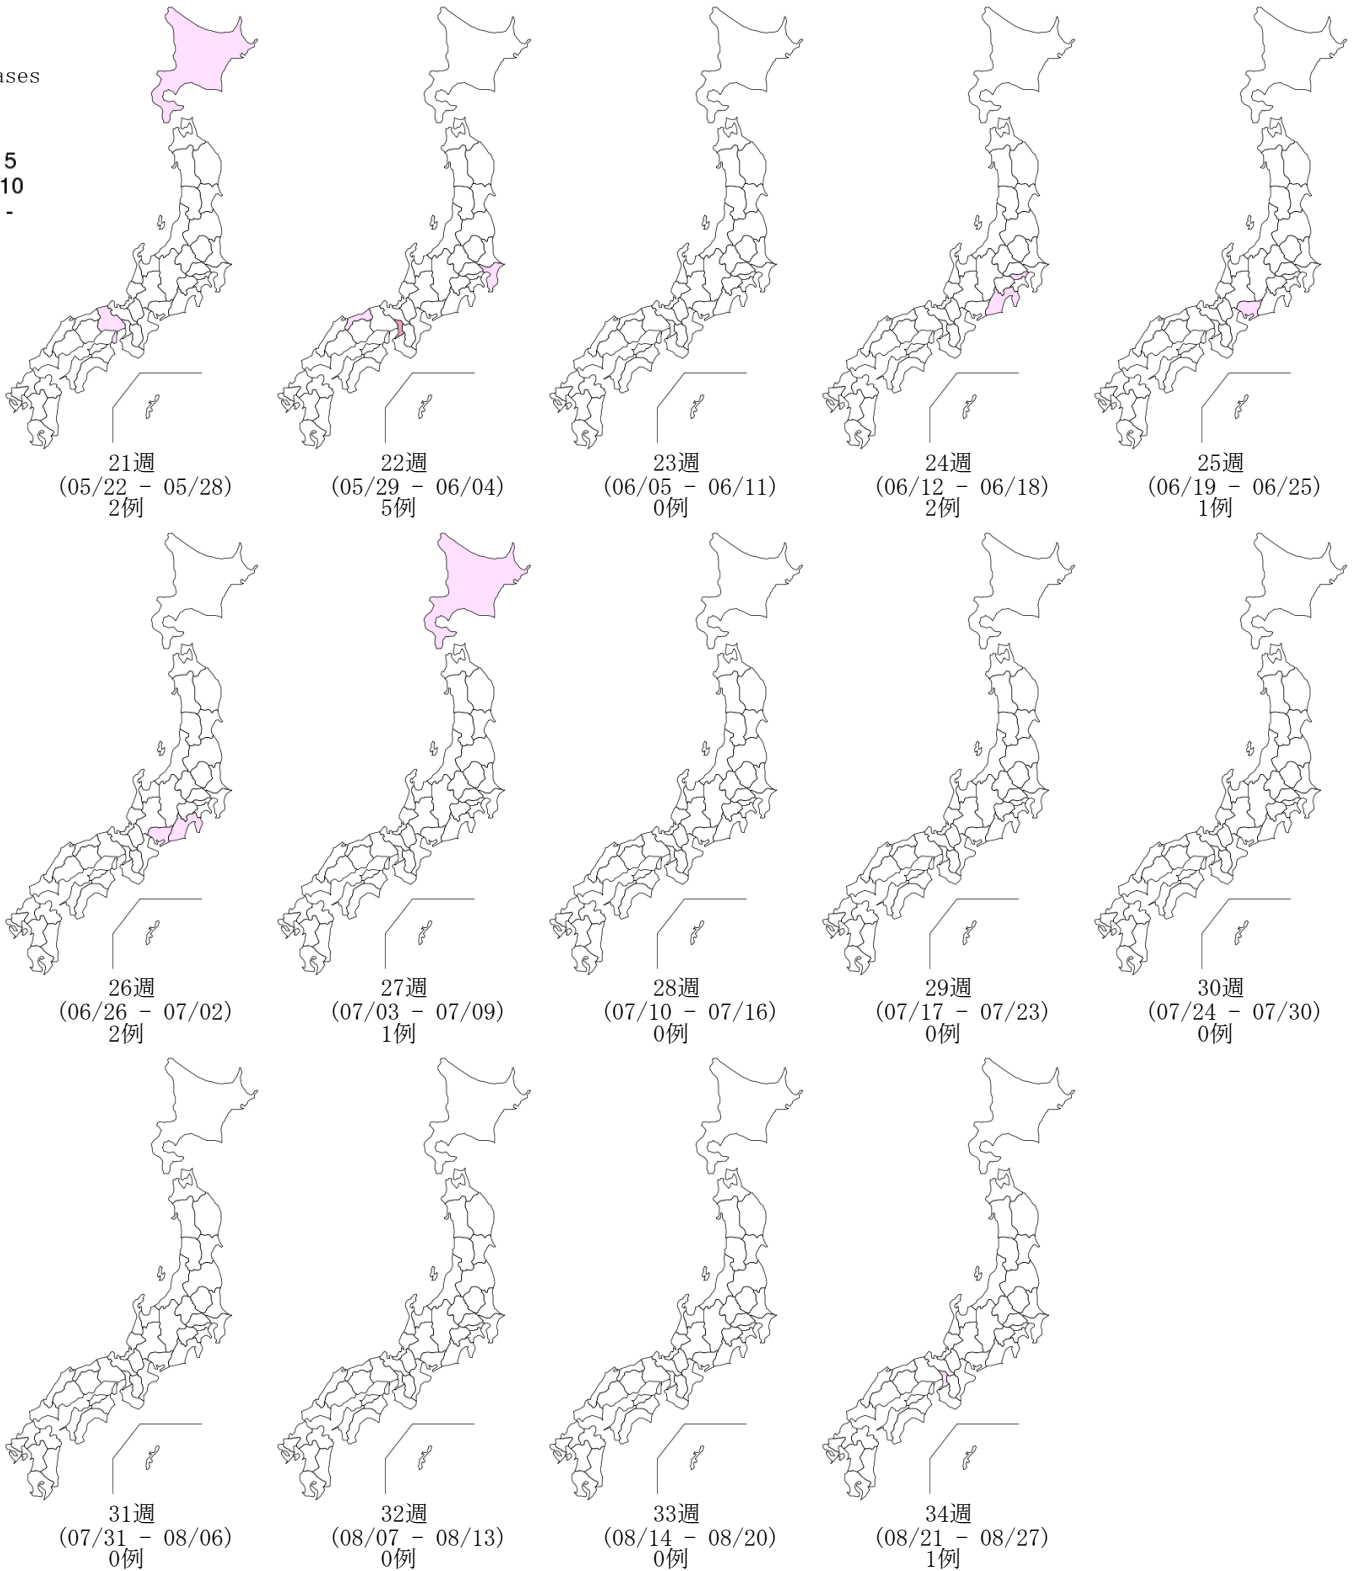 ases
5
10
-
21週
(05/22 - 05/28)
2例
22週
(05/29 - 06/04)
5例
23週
(06/05 - 06/11)
0例
24週
(06/12 - 06/18)
2例
25週
(06/19 - 06/25)
1例
26週
(06/26 - 07/02)
2例
27週
(07/03 - 07/09)
1例
28週
(07/10 - 07/16)
0例
29週
(07/17 - 07/23)
0例
30週
(07/24 - 07/30)
0例
31週
(07/31 - 08/06)
0例
32週
(08/07 - 08/13)
0例
33週
(08/14 - 08/20)
0例
34週
(08/21 - 08/27)
1例